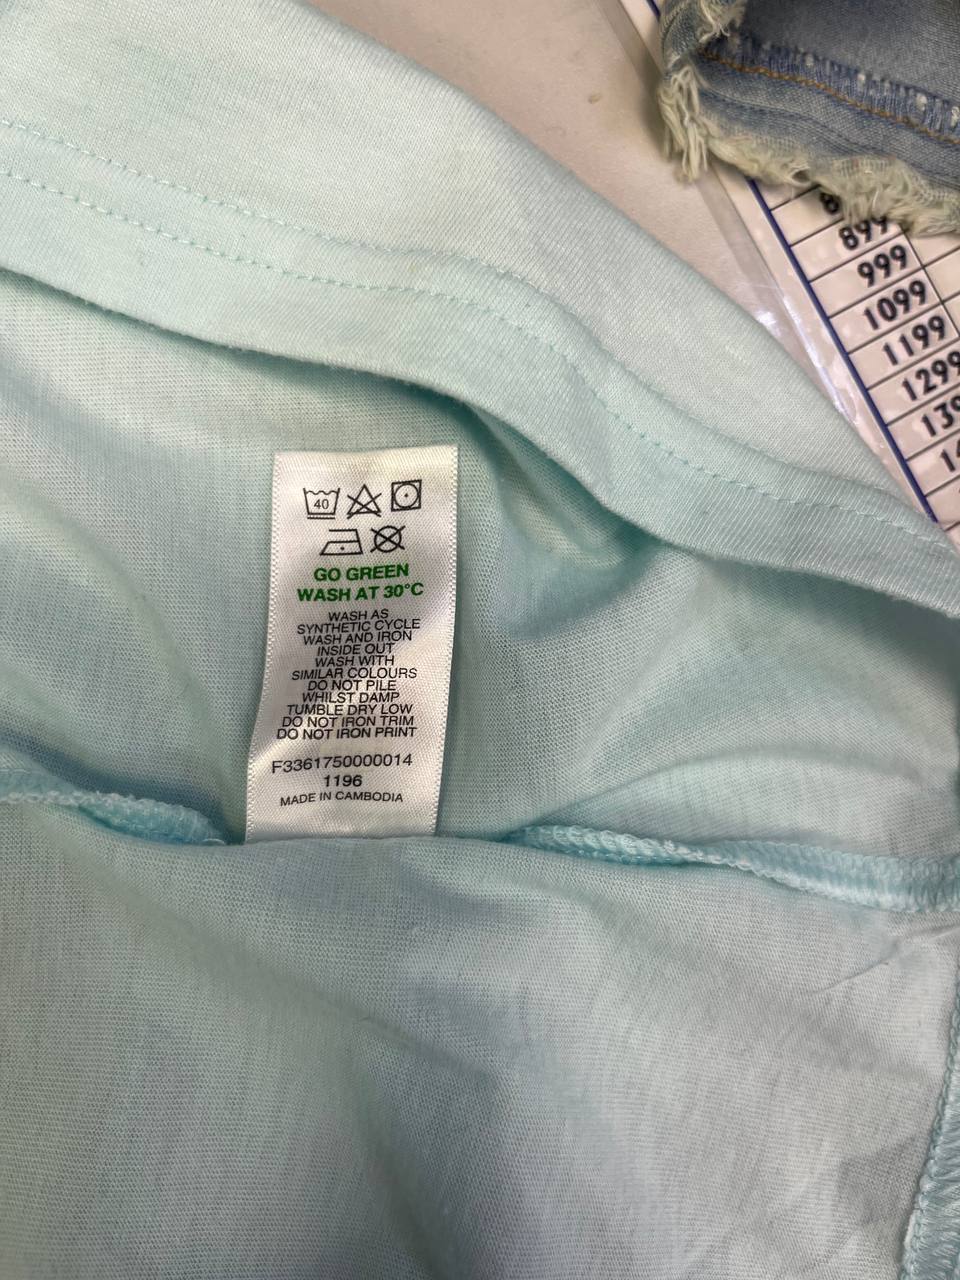 40
GO GREEN
WASH AT 30°C
WASH AS
SYNTHETIC CYCLE
WASH AND IRON
INSIDE OUT
WASH WITH
SIMILAR COLOURS
DO NOT PILE
WHILST DAMP
TUMBLE DRY LOW
DO NOT IRON TRIM
DO NOT IRON PRINT
F3361750000014
1196
MADE IN CAMBODIA
899
999
1099
1199
1299